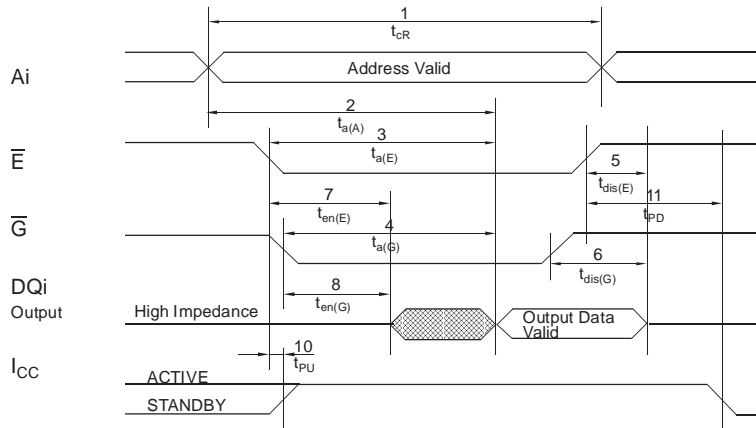 1
tcR
Ai
Address Valid
2
ta(A)
3
E
ta(E)
5
tdis(E)
7
11
ten(E)
tPD
G
4
ta(G)
6
tdis(G)
DQi
8
Output
High Impedance
ten(G)
Output Data
Valid
10
ICC
tPU
ACTIVE
STANDBY